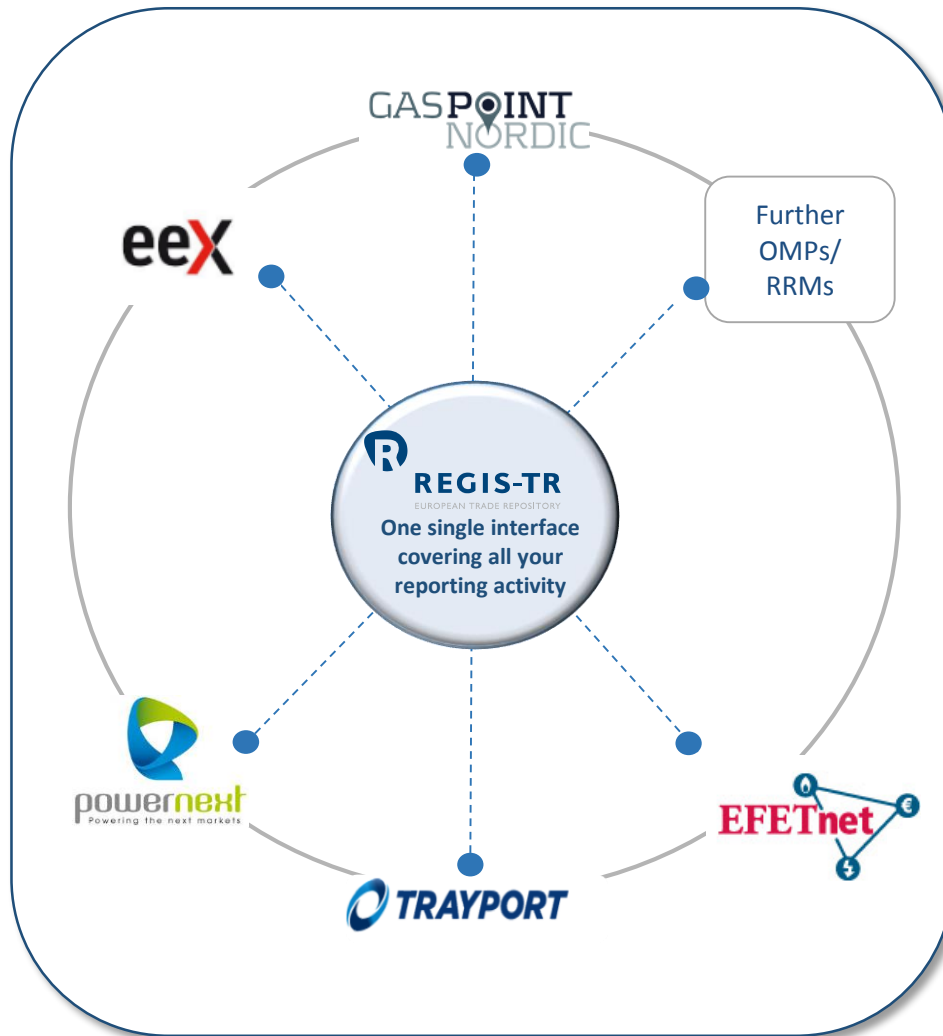 GASPOINT
NORDIC
eex
Further
OMPs/
RRMs
R
REGIS-TR
EUROPEAN TRADE REPOSITORY
One single interface
covering all your
reporting activity
powernext
Powering the next markets
EFETnet
€
TRAYPORT